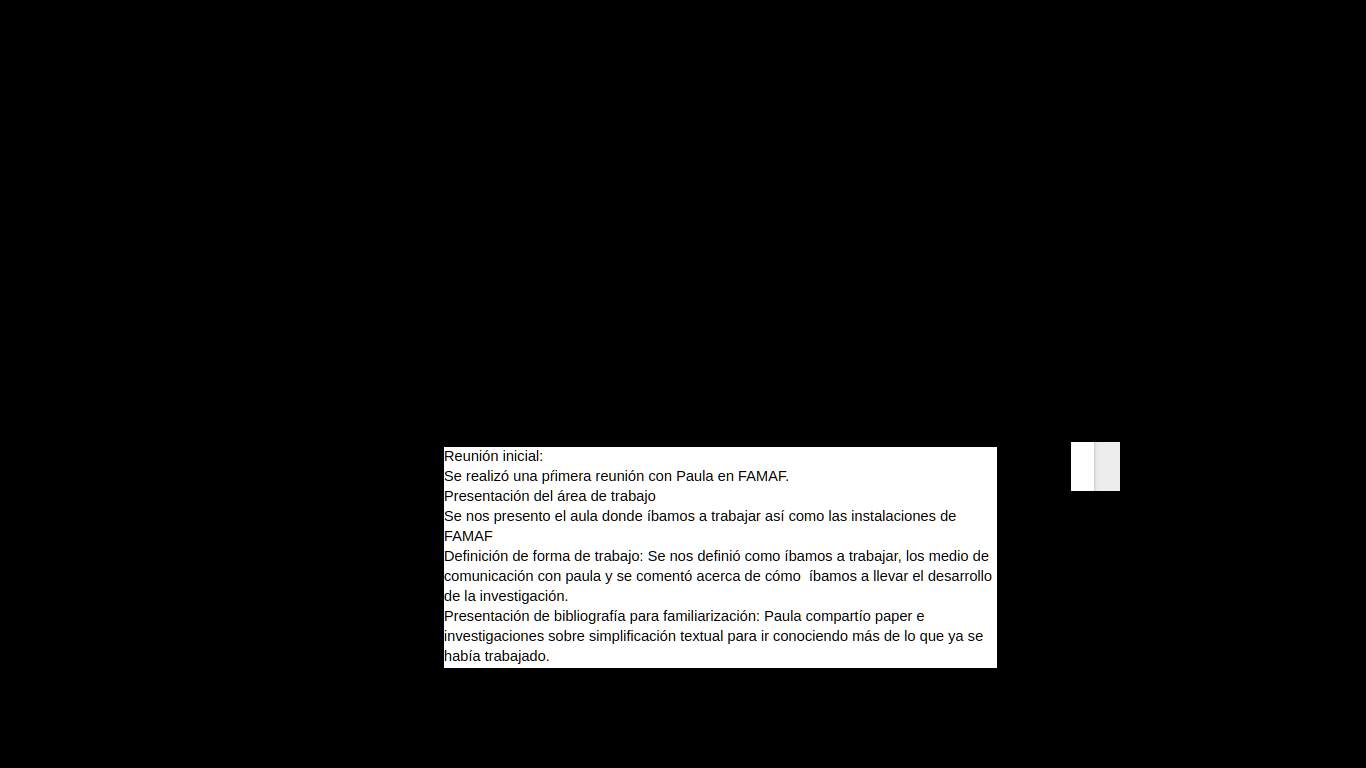 Reunión inicial:
Se realizó una pŕimera reunión con Paula en FAMAF.
Presentación del área de trabajo
Se nos presento el aula donde íbamos a trabajar así como las instalaciones de
FAMAF
Definición de forma de trabajo: Se nos definió como íbamos a trabajar, los medio de
comunicación con paula y se comentó acerca de cómo  íbamos a llevar el desarrollo
de la investigación.
Presentación de bibliografía para familiarización: Paula compartío paper e
investigaciones sobre simplificación textual para ir conociendo más de lo que ya se
había trabajado.